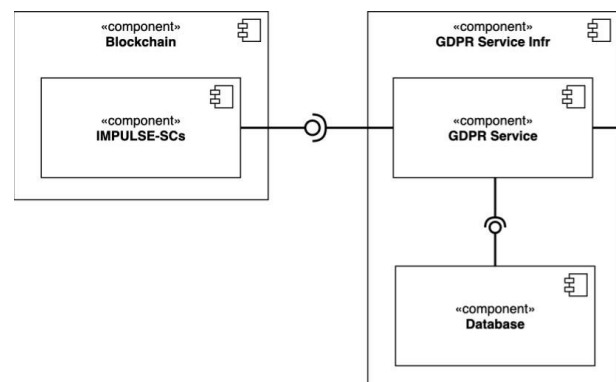 «component»
Blockchain
«component»
IMPULSE-SCs
«component»
GDPR Service Infr
«component»
GDPR Service
«component»
Database